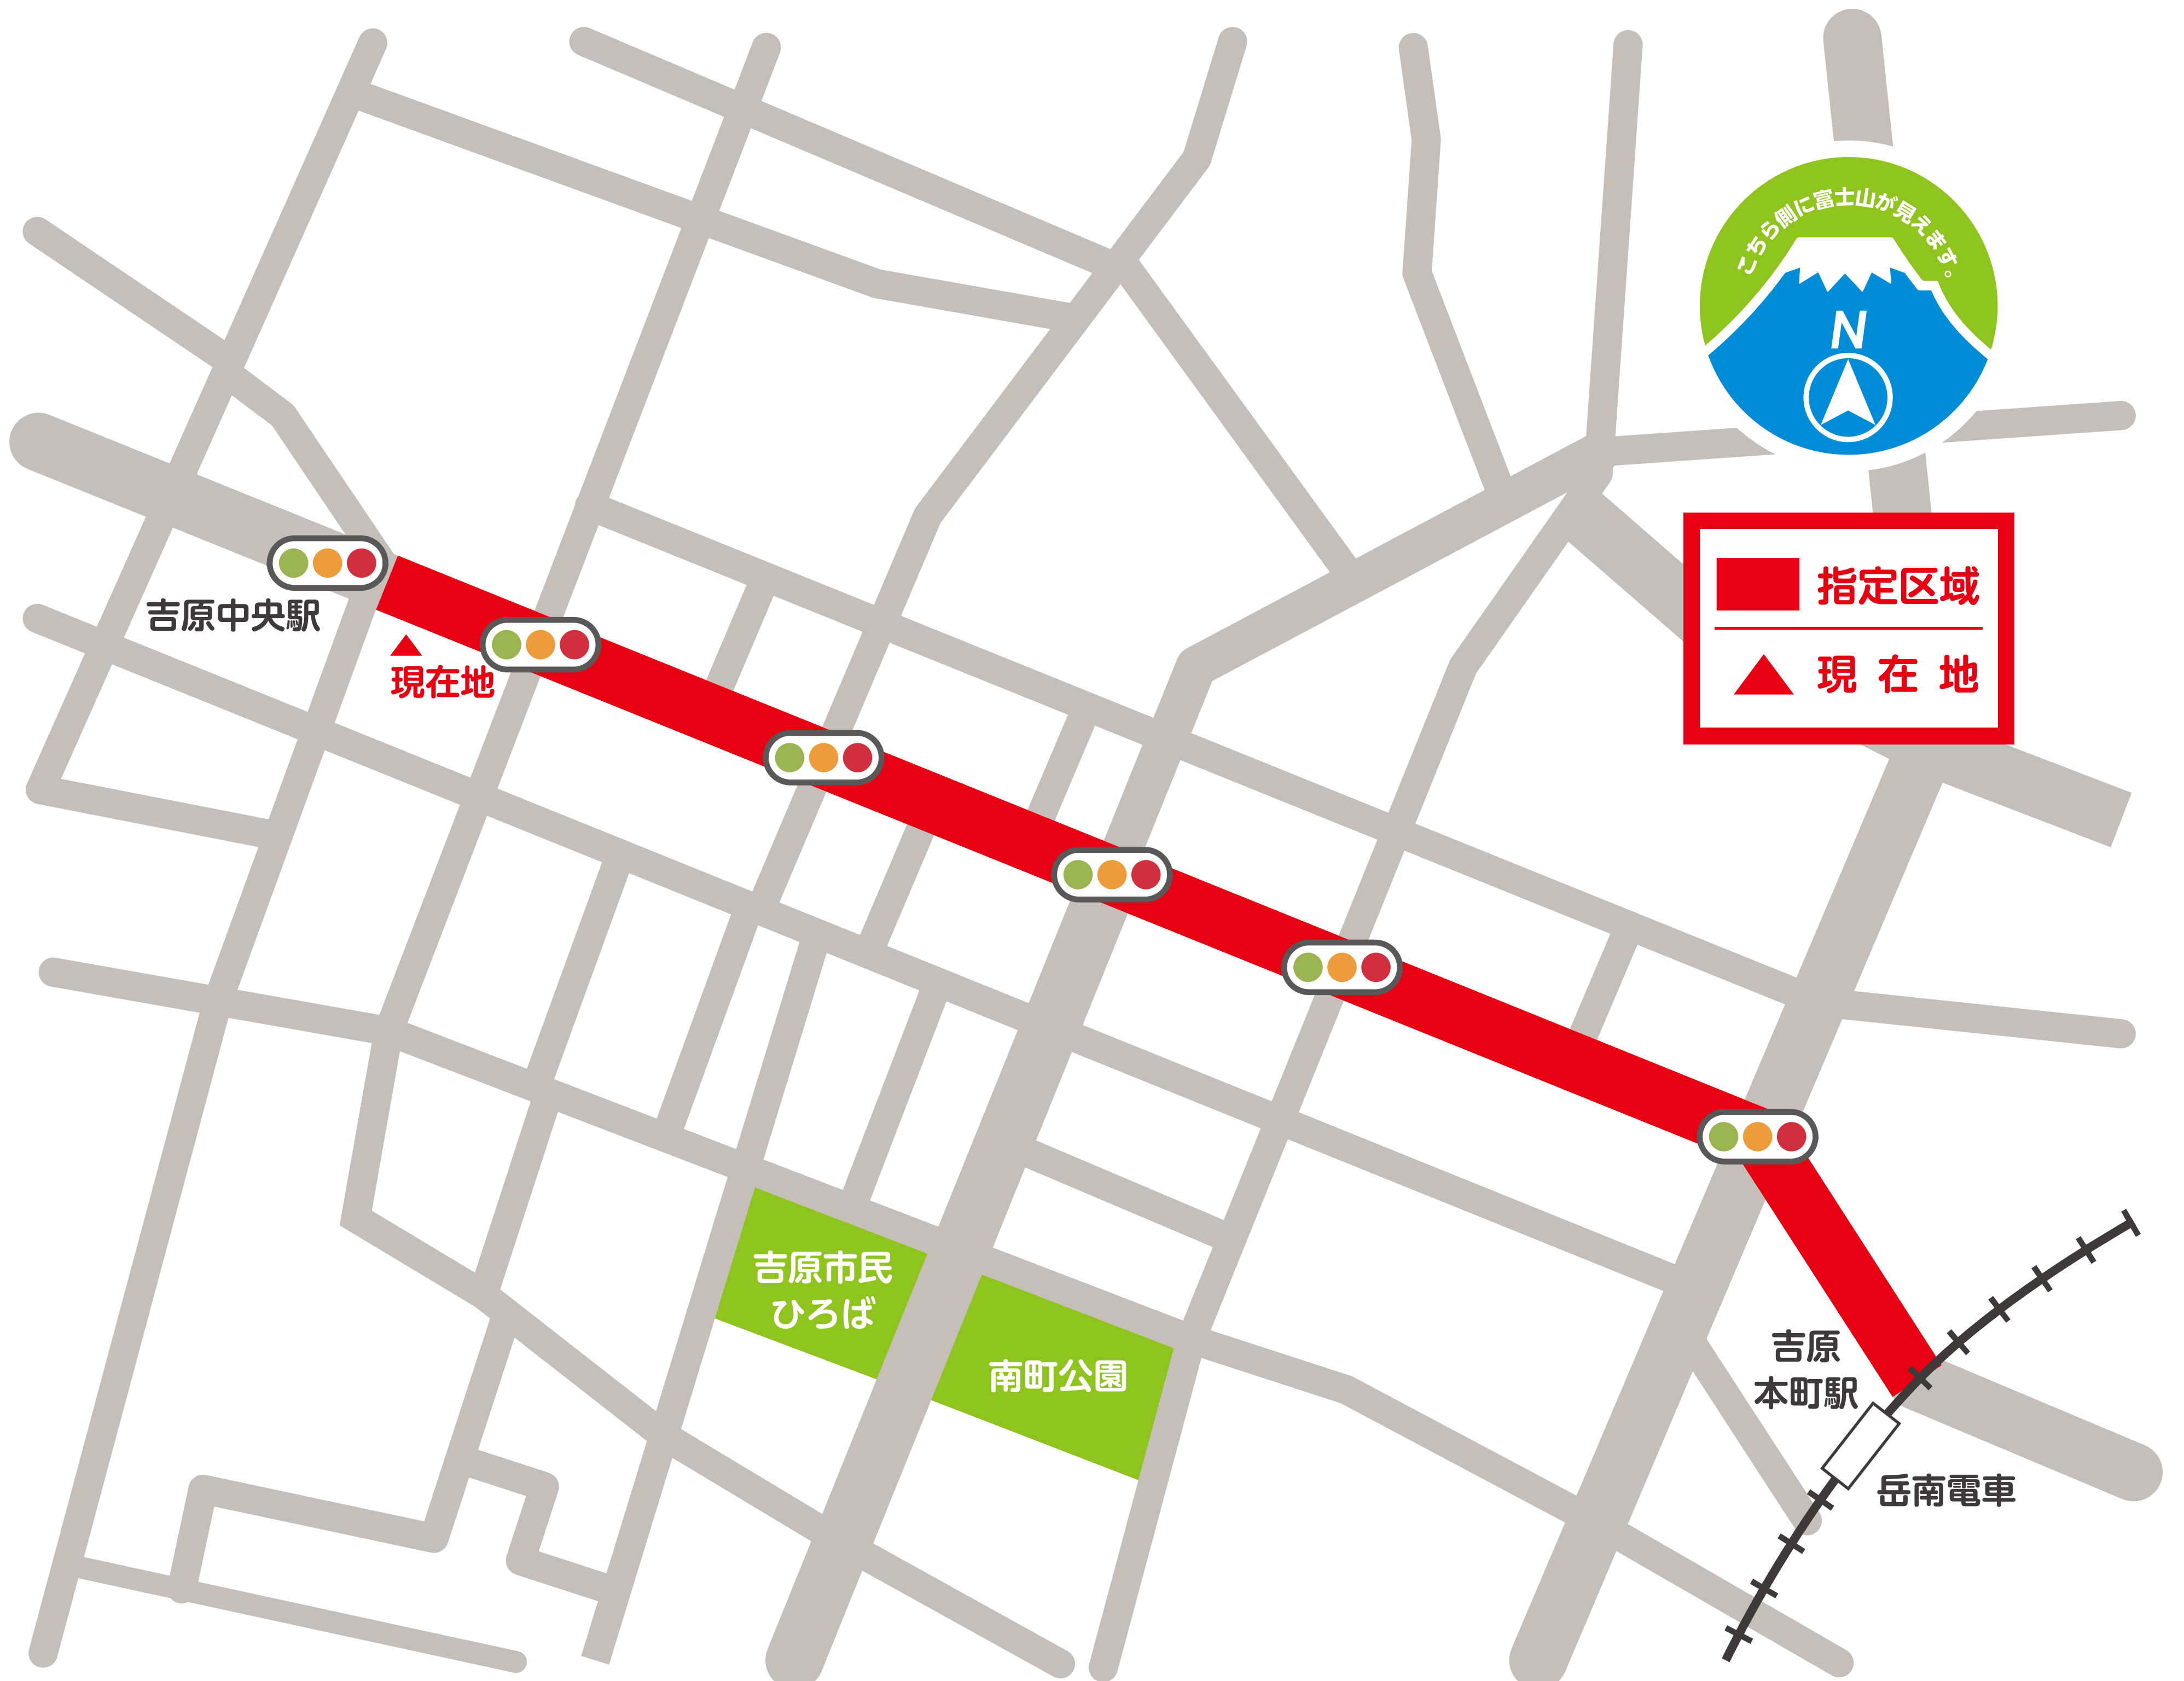 こちら側に富士山が見えます。
N
指定区域
現在地
吉原中央駅
現在地
吉原市民
ひろば
南町公園
吉原
本町駅
岳南電車